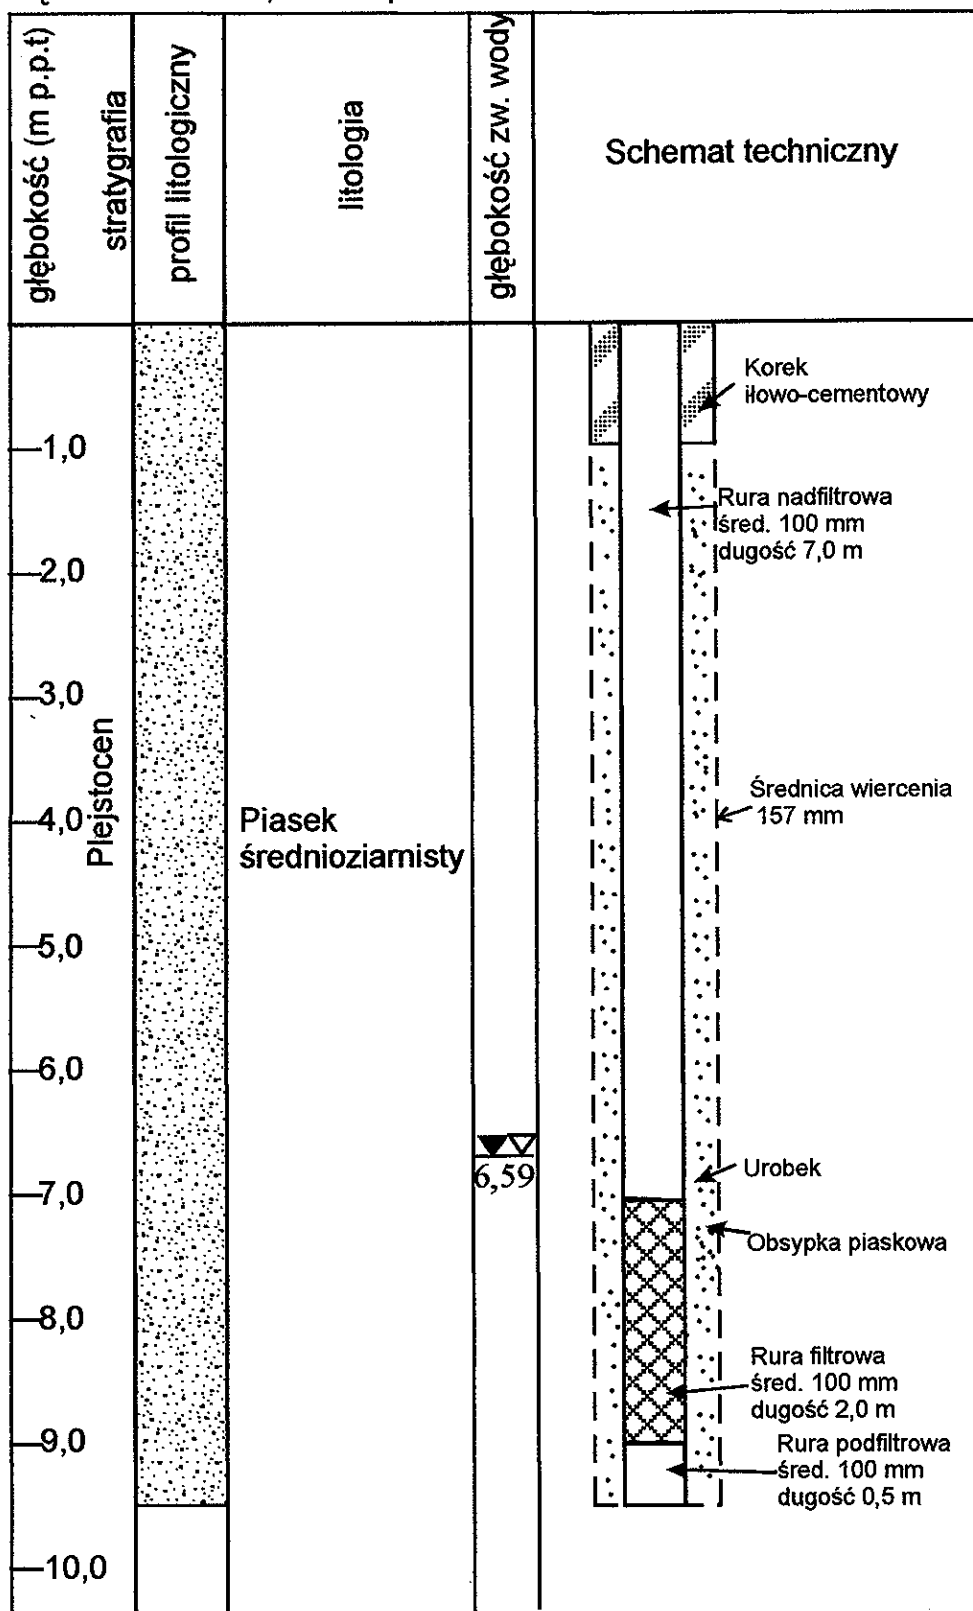 głębokość (m p.p.t)
stratygrafia
profil litologiczny
litologia
głębokość zw. wody
Schemat techniczny
Korek
iłowo-cementowy
1,0
Rura nadfiltrowa
śred. 100 mm
dugość 7,0 m
2,0
3,0
Plejstocen
Średnica wiercenia
157 mm
4,0
Piasek
średnioziarnisty
5,0
6,0
6,59
7,0
Urobek
Obsypka piaskowa
8,0
Rura filtrowa
śred. 100 mm
dugość 2,0 m
9,0
Rura podfiltrowa
śred. 100 mm
dugość 0,5 m
10,0